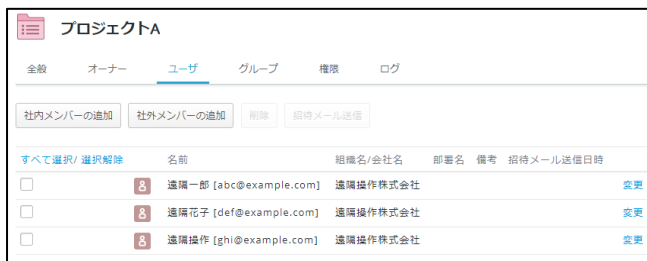 プロジェクトA
全般 オーナー ユーザ グループ 権限 ログ
社内メンバーの追加 社外メンバーの追加 削除 招待メール送信
すべて選択/ 選択解除 名前 組織名/会社名 部署名 備考 招待メール送信日時
遠隔一郎 [abc@example.com] 遠隔操作株式会社 変更
遠隔花子 [def@example.com] 遠隔操作株式会社 変更
遠隔操作 [ghi@example.com] 遠隔操作株式会社 変更